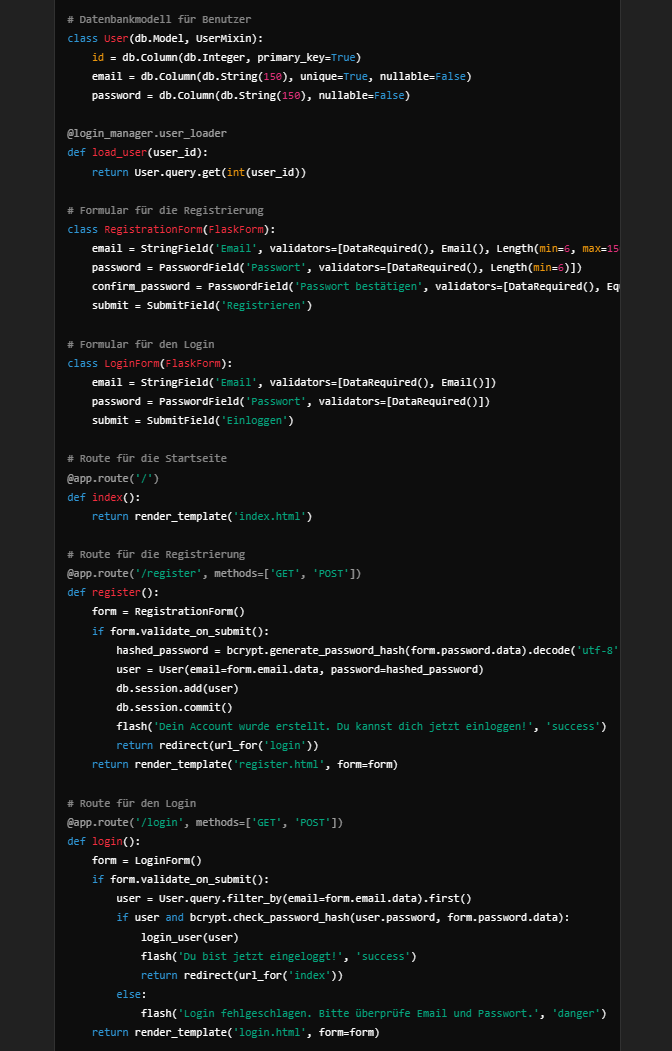 # Datenbankmodell für Benutzer
class User(db.Model, UserMixin):
    id = db.Column(db.Integer, primary_key=True)
    email = db.Column(db.String(150), unique=True, nullable=False)
    password = db.Column(db.String(150), nullable=False)
@login_manager.user_loader
def load_user(user_id):
    return User.query.get(int(user_id))
# Formular für die Registrierung
class RegistrationForm(FlaskForm):
    email = StringField('Email', validators=[DataRequired(), Email(), Length(min=6, max=15
    password = PasswordField('Passwort', validators=[DataRequired(), Length(min=6)])
    confirm_password = PasswordField('Passwort bestätigen', validators=[DataRequired(), Eq
    submit = SubmitField('Registrieren')
# Formular für den Login
class LoginForm(FlaskForm):
    email = StringField('Email', validators=[DataRequired(), Email()])
    password = PasswordField('Passwort', validators=[DataRequired()])
    submit = SubmitField('Einloggen')
# Route für die Startseite
@app.route('/')
def index():
    return render_template('index.html')
# Route für die Registrierung
@app.route('/register', methods=['GET', 'POST'])
def register():
    form = RegistrationForm()
    if form.validate_on_submit():
        hashed_password = bcrypt.generate_password_hash(form.password.data).decode('utf-8'
        user = User(email=form.email.data, password=hashed_password)
        db.session.add(user)
        db.session.commit()
        flash('Dein Account wurde erstellt. Du kannst dich jetzt einloggen!', 'success')
        return redirect(url_for('login'))
    return render_template('register.html', form=form)
# Route für den Login
@app.route('/login', methods=['GET', 'POST'])
def login():
    form = LoginForm()
    if form.validate_on_submit():
        user = User.query.filter_by(email=form.email.data).first()
        if user and bcrypt.check_password_hash(user.password, form.password.data):
            login_user(user)
            flash('Du bist jetzt eingeloggt!', 'success')
            return redirect(url_for('index'))
        else:
            flash('Login fehlgeschlagen. Bitte überprüfe Email und Passwort.', 'danger')
    return render_template('login.html', form=form)